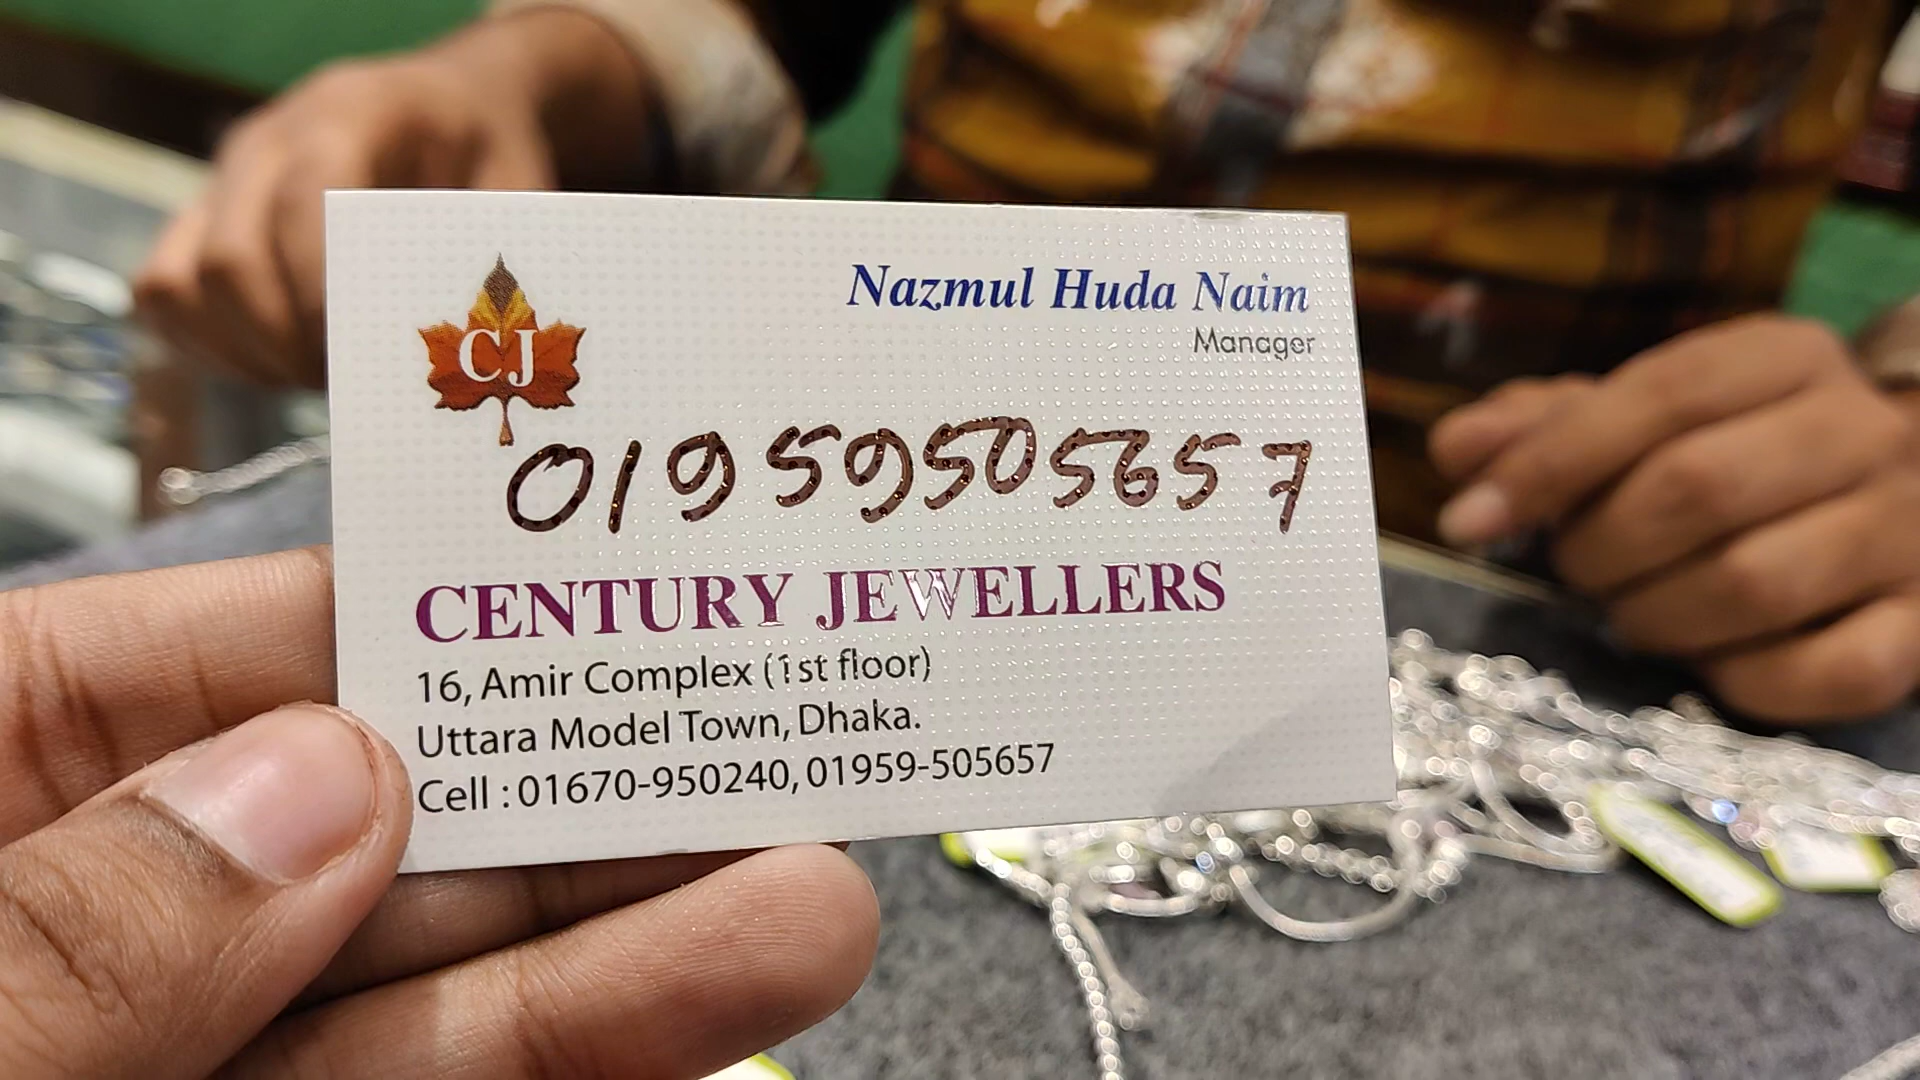 Nazmul Huda Naim
Manager
CJ
01959505657
CENTURY JEWELLERS
16, Amir Complex (1st floor)
Uttara Model Town, Dhaka.
Cell : 01670-950240, 01959-505657